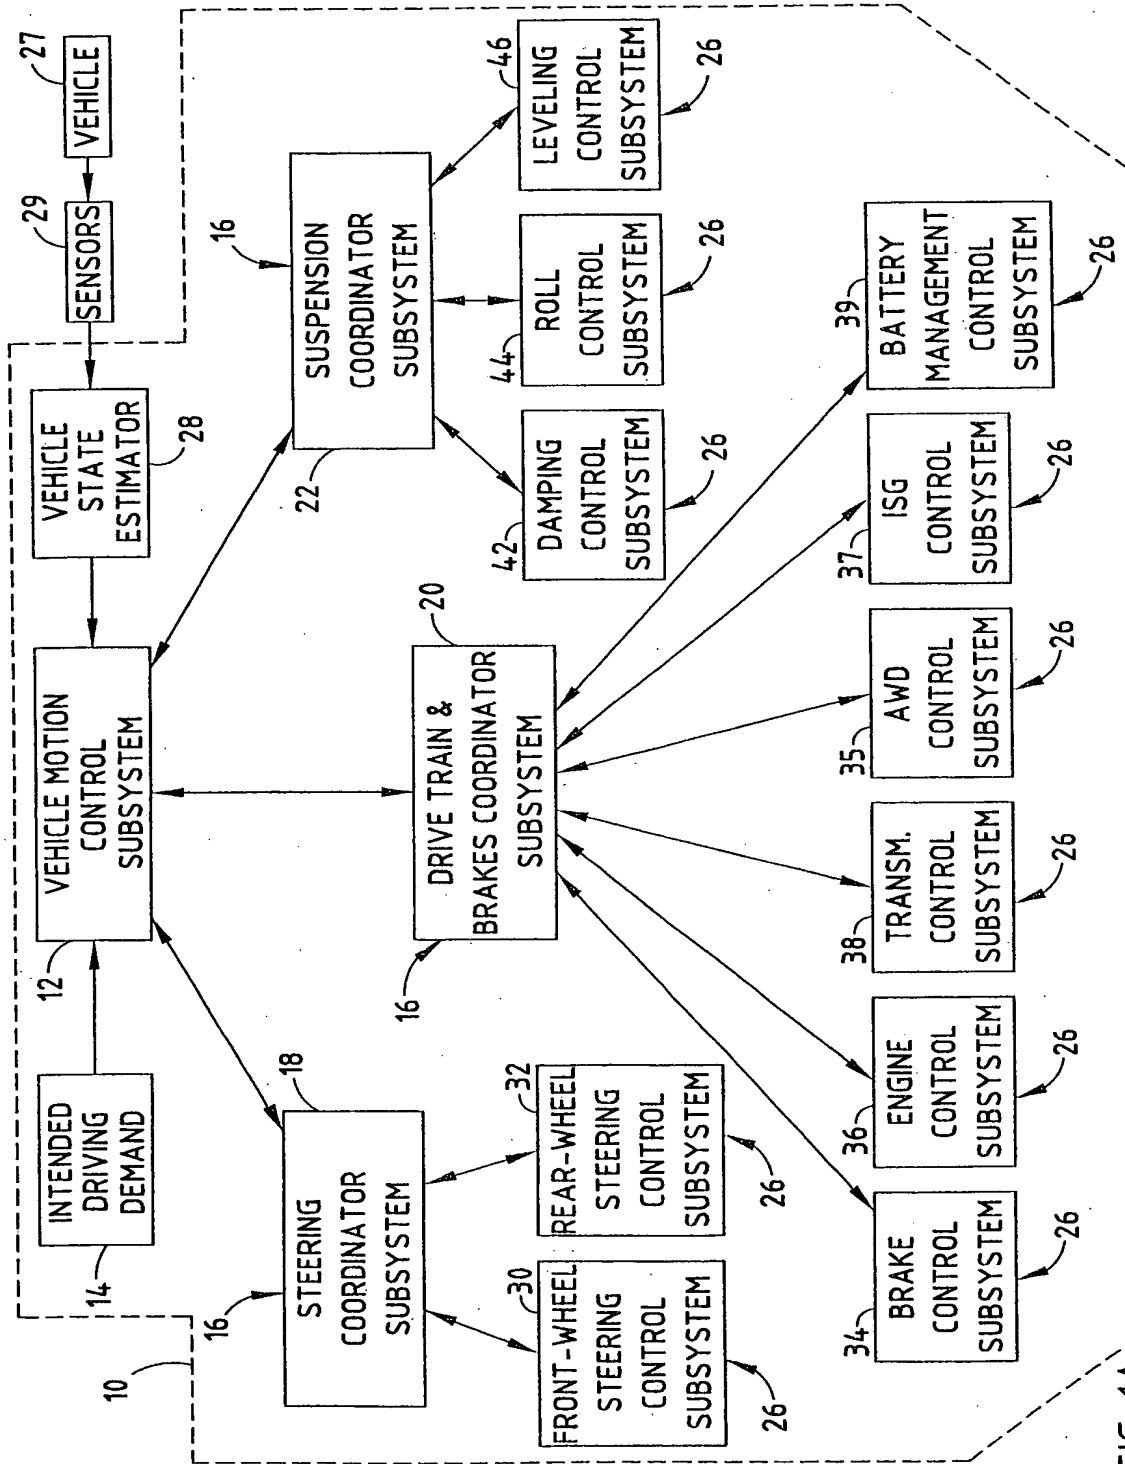 27
VEHICLE
29
SENSORS
VEHICLE
STATE
ESTIMATOR
28
VEHICLE MOTION
CONTROL
SUBSYSTEM
12
INTENDED
DRIVING
DEMAND
14
10
16
STEERING
COORDINATOR
SUBSYSTEM
18
16
DRIVE TRAIN &
BRAKES COORDINATOR
SUBSYSTEM
20
16
SUSPENSION
COORDINATOR
SUBSYSTEM
22
30
FRONT-WHEEL
STEERING
CONTROL
SUBSYSTEM
26
32
REAR-WHEEL
STEERING
CONTROL
SUBSYSTEM
26
42
DAMPING
CONTROL
SUBSYSTEM
26
44
ROLL
CONTROL
SUBSYSTEM
26
46
LEVELING
CONTROL
SUBSYSTEM
26
34
BRAKE
CONTROL
SUBSYSTEM
26
36
ENGINE
CONTROL
SUBSYSTEM
26
38
TRANSM.
CONTROL
SUBSYSTEM
26
35
AWD
CONTROL
SUBSYSTEM
26
37
ISG
CONTROL
SUBSYSTEM
26
39
BATTERY
MANAGEMENT
CONTROL
SUBSYSTEM
26